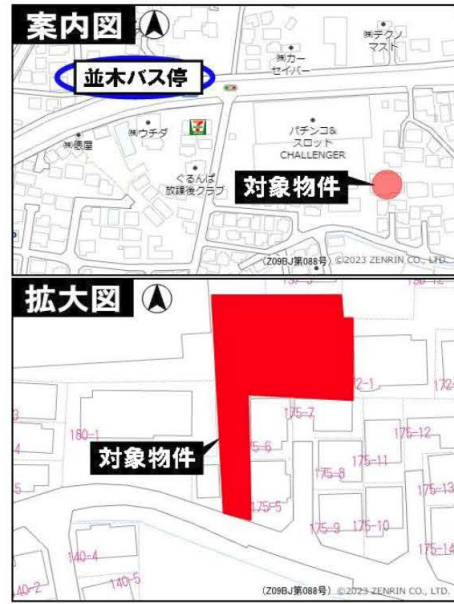 案内図
㈱テクノ
マスト
㈱カー
セイバー
並木バス停
㈱ウチダ
㈱俵屋
パチンコ&
スロット
CHALLENGER
ぐるんぱ
放課後クラブ
対象物件
(Z09BJ第088号) ©2023 ZENRIN CO., LTD.
拡大図
175-7
180-1
175-12
対象物件
175-8
175-11
175-5
175-13
175-9
175-10
175-14
140-4
140-5
140-2
(Z09BJ第088号) ©2023 ZENRIN CO., LTD.